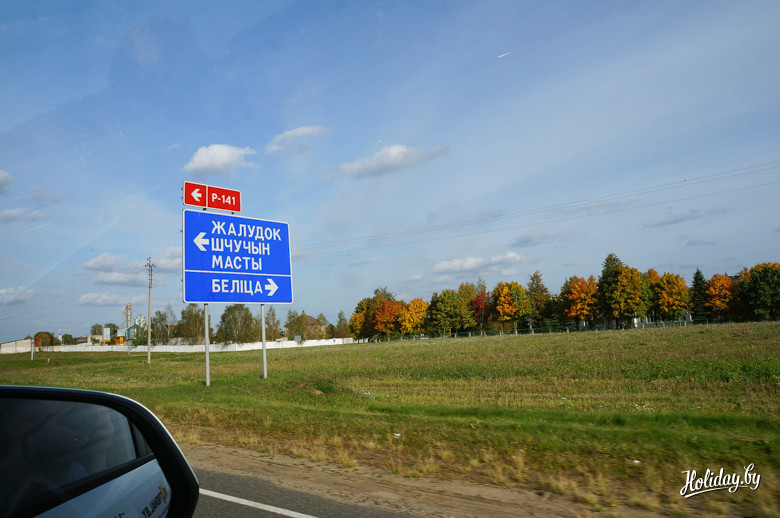 Р-141
ЖАЛУДОК
ШЧУЧЫН
МАСТЫ
БЕЛІЦА
Holiday.by